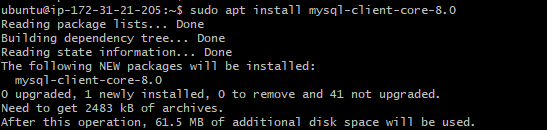 ubuntu@ip-172-31-21-205:~$ sudo apt install mysql-client-core-8.0
Reading package lists... Done
Building dependency tree... Done
Reading state information... Done
The following NEW packages will be installed:
  mysql-client-core-8.0
0 upgraded, 1 newly installed, 0 to remove and 41 not upgraded.
Need to get 2483 kB of archives.
After this operation, 61.5 MB of additional disk space will be used.